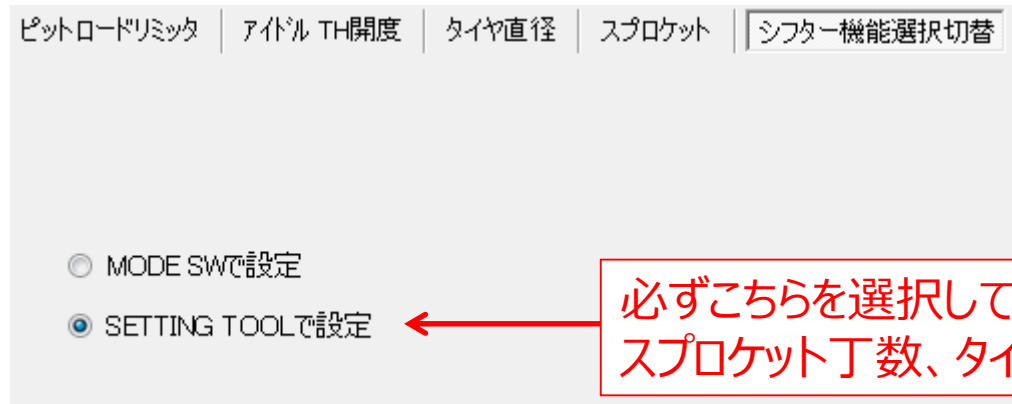 ピットロードリミッタ アイドル TH開度 タイヤ直径 スプロケット シフター機能選択切替
MODE SWで設定
SETTING TOOLで設定
必ずこちらを選択して
スプロケット丁数、タイ